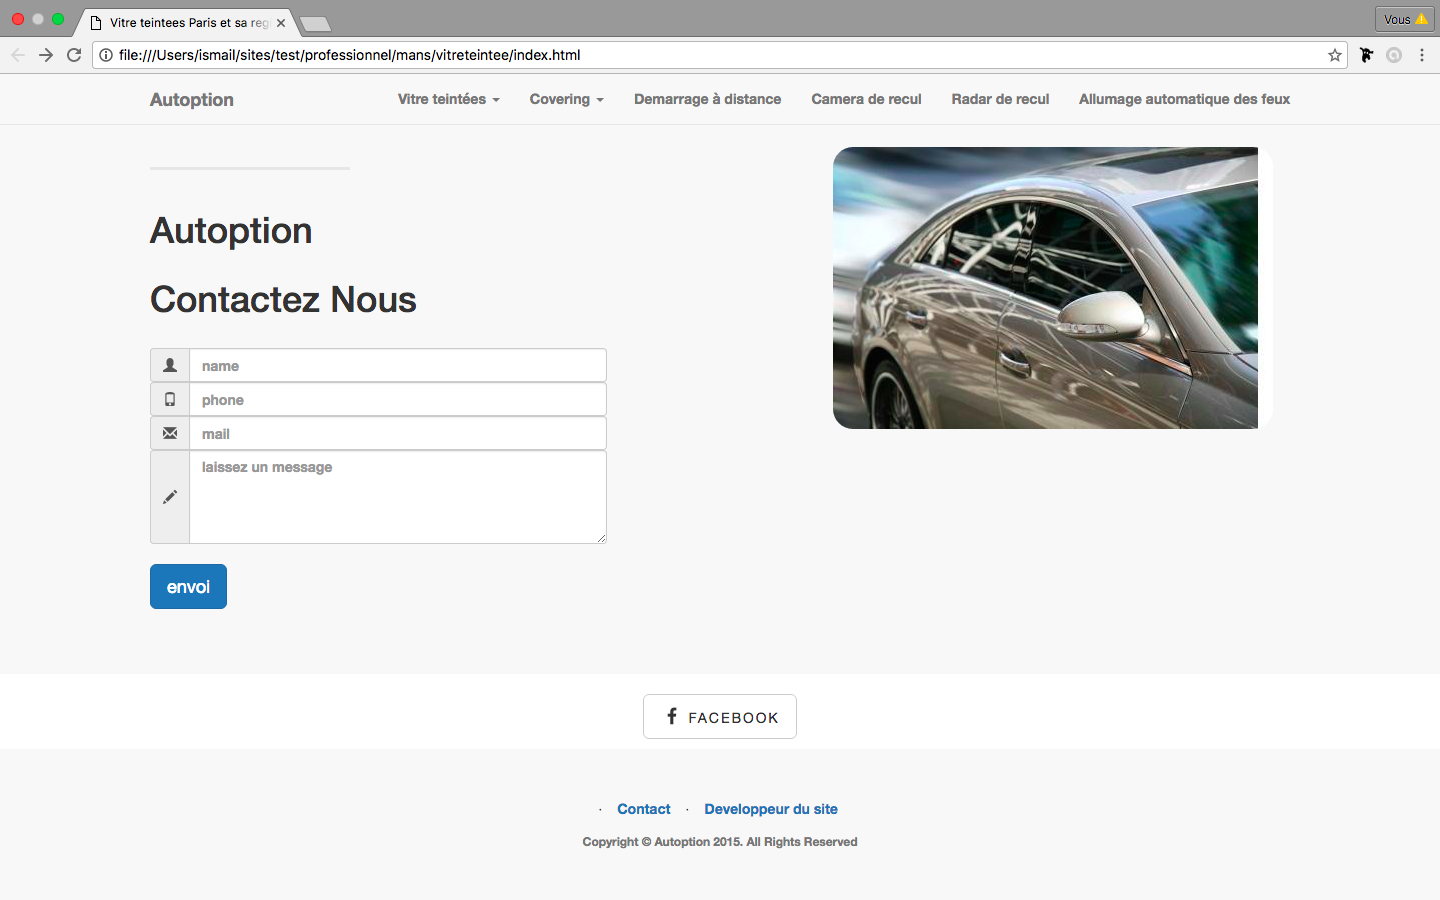 Vitre teintees Paris et sa reg
Vous
file:///Users/ismail/sites/test/professionnel/mans/vitreteintee/index.html
Autoption Vitre teintées Covering Demarrage à distance Camera de recul Radar de recul Allumage automatique des feux
Autoption
Contactez Nous
name
phone
mail
laissez un message
envoi
FACEBOOK
· Contact · Developpeur du site
Copyright © Autoption 2015. All Rights Reserved